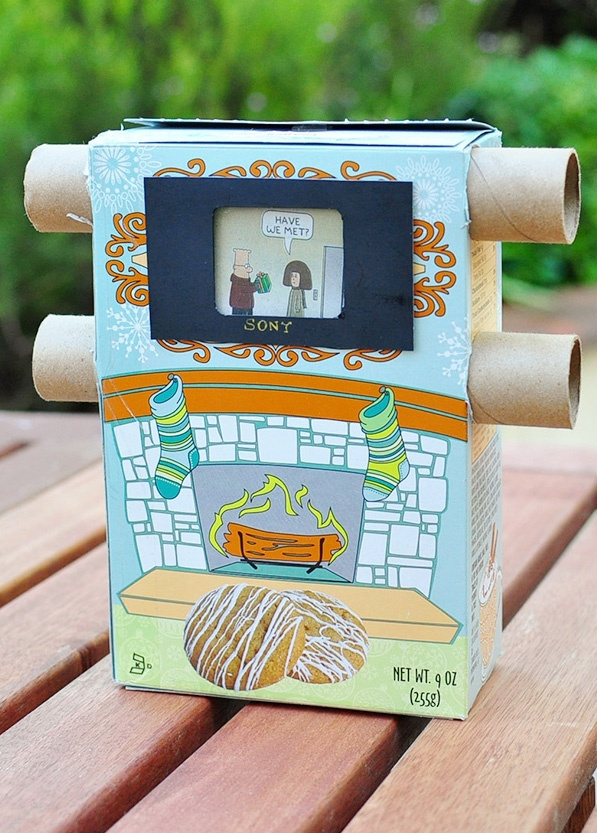 HAVE
WE MET?
SONY
K D
NET WT. 9 OZ
(255g)